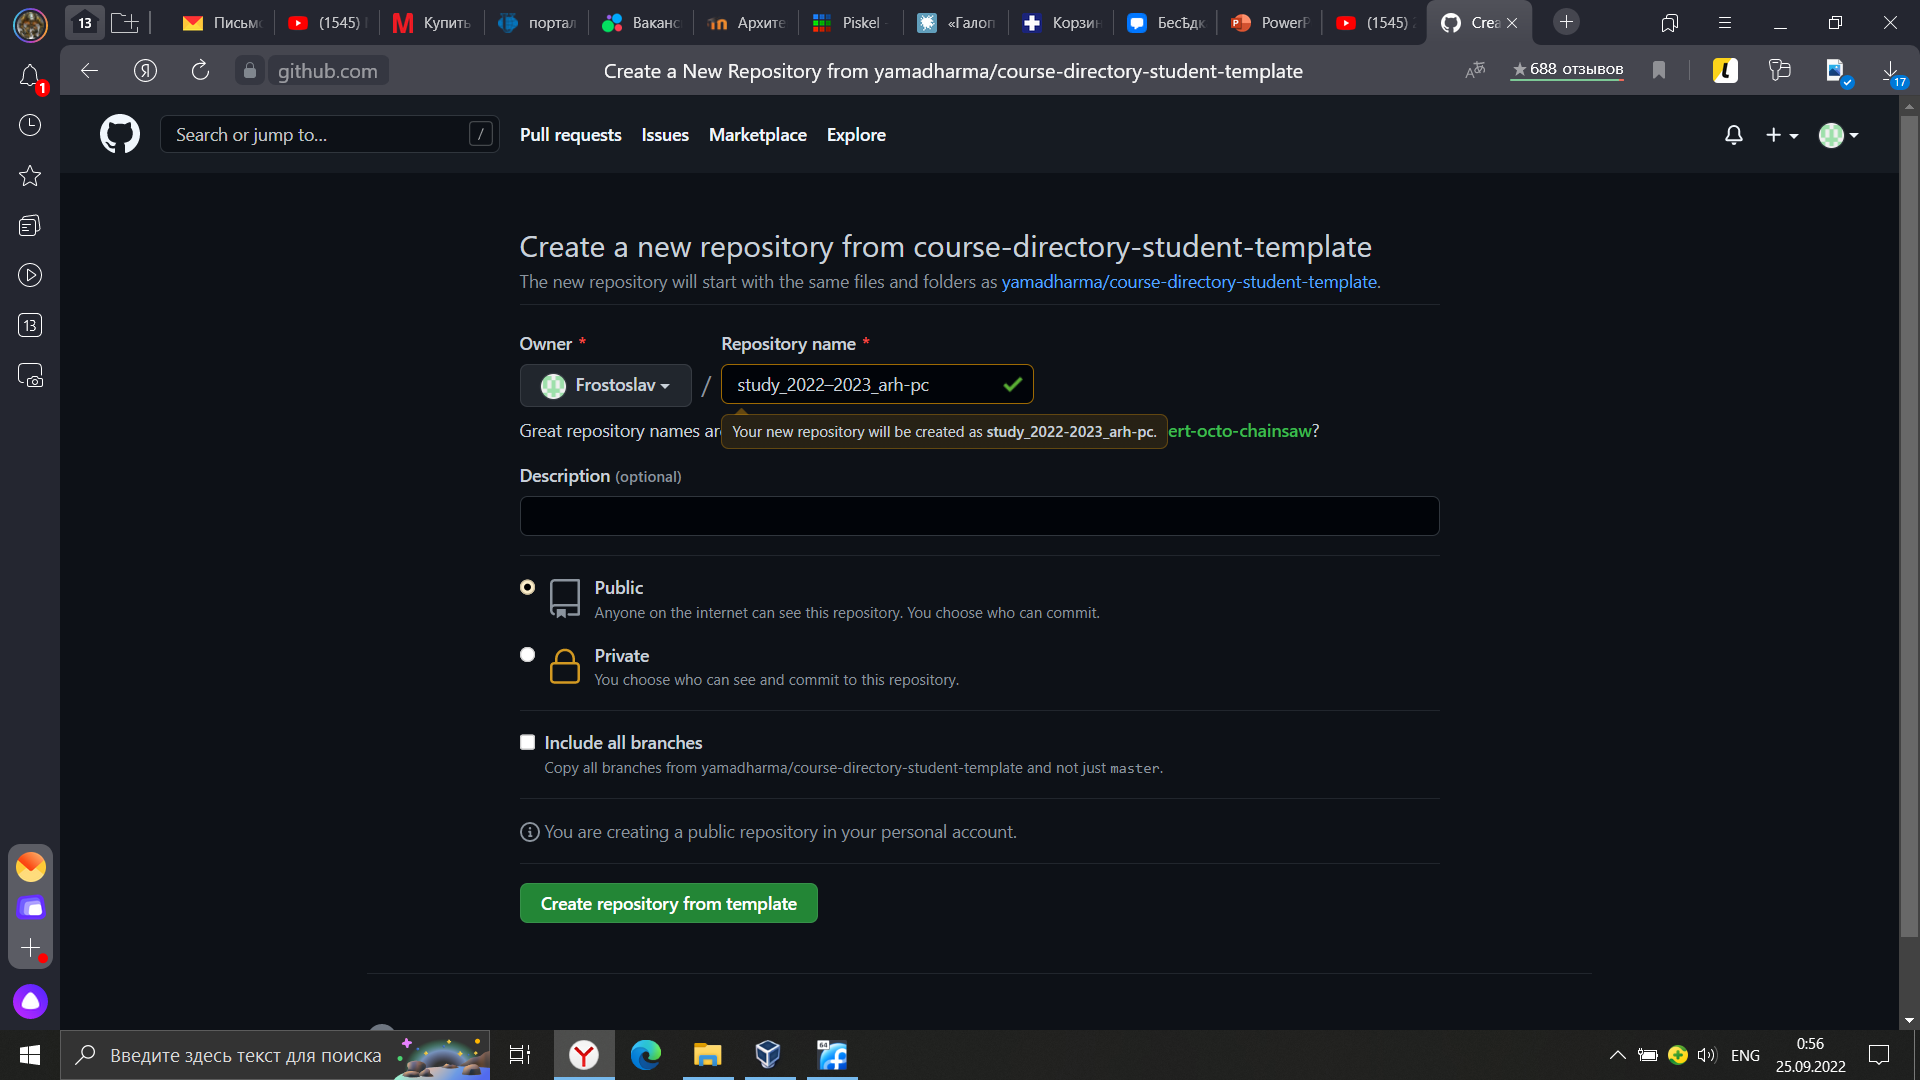 13
Письм
(1545)
Купить
портал
Ваканс
Архите
Piskel
«Галоп
Корзин
Бесѣдк
PowerP
(1545)
Crea
1
Я
github.com
Create a New Repository from yamadharma/course-directory-student-template
★688 отзывов
17
Search or jump to...
/
Pull requests
Issues
Marketplace
Explore
13
Create a new repository from course-directory-student-template
The new repository will start with the same files and folders as yamadharma/course-directory-student-template.
Owner *
Repository name *
Frostoslav
/
study_2022–2023_arh-pc
Great repository names are
Your new repository will be created as study_2022-2023_arh-pc.
ert-octo-chainsaw?
Description (optional)
Public
Anyone on the internet can see this repository. You choose who can commit.
Private
You choose who can see and commit to this repository.
Include all branches
Copy all branches from yamadharma/course-directory-student-template and not just master.
You are creating a public repository in your personal account.
Create repository from template
Введите здесь текст для поиска
64
ENG
0:56
25.09.2022